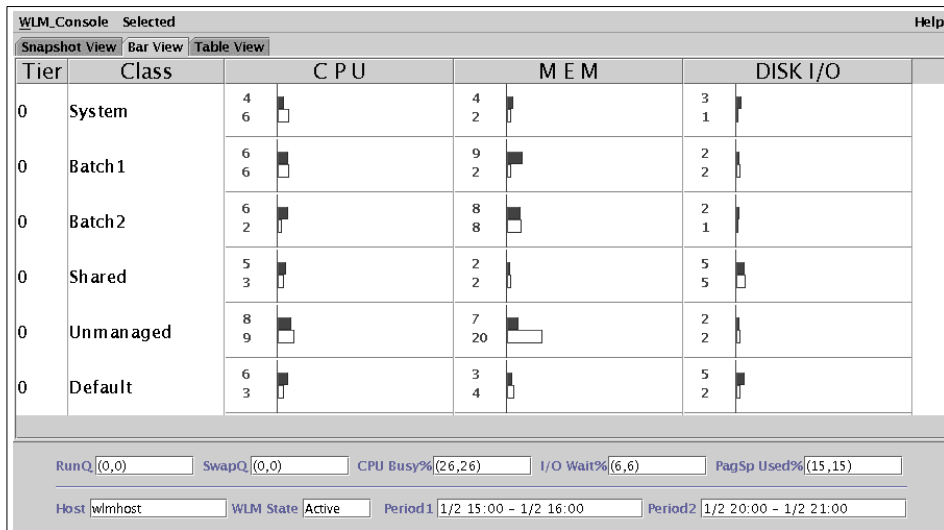 WLM_Console Selected Help
Snapshot View Bar View Table View
Tier Class C P U M E M DISK I/O
4 4 3
0 System
6 2 1
6 9 2
0 Batch1
6 2 2
6 8 2
0 Batch2
2 8 1
5 2 5
0 Shared
3 2 5
8 7 2
0 Unmanaged
9 20 2
6 3 5
0 Default
3 4 2
RunQ (0,0) SwapQ (0,0) CPU Busy% (26,26) I/O Wait% (6,6) PagSp Used% (15,15)
Host wlmhost WLM State Active Period1 1/2 15:00 - 1/2 16:00 Period2 1/2 20:00 - 1/2 21:00